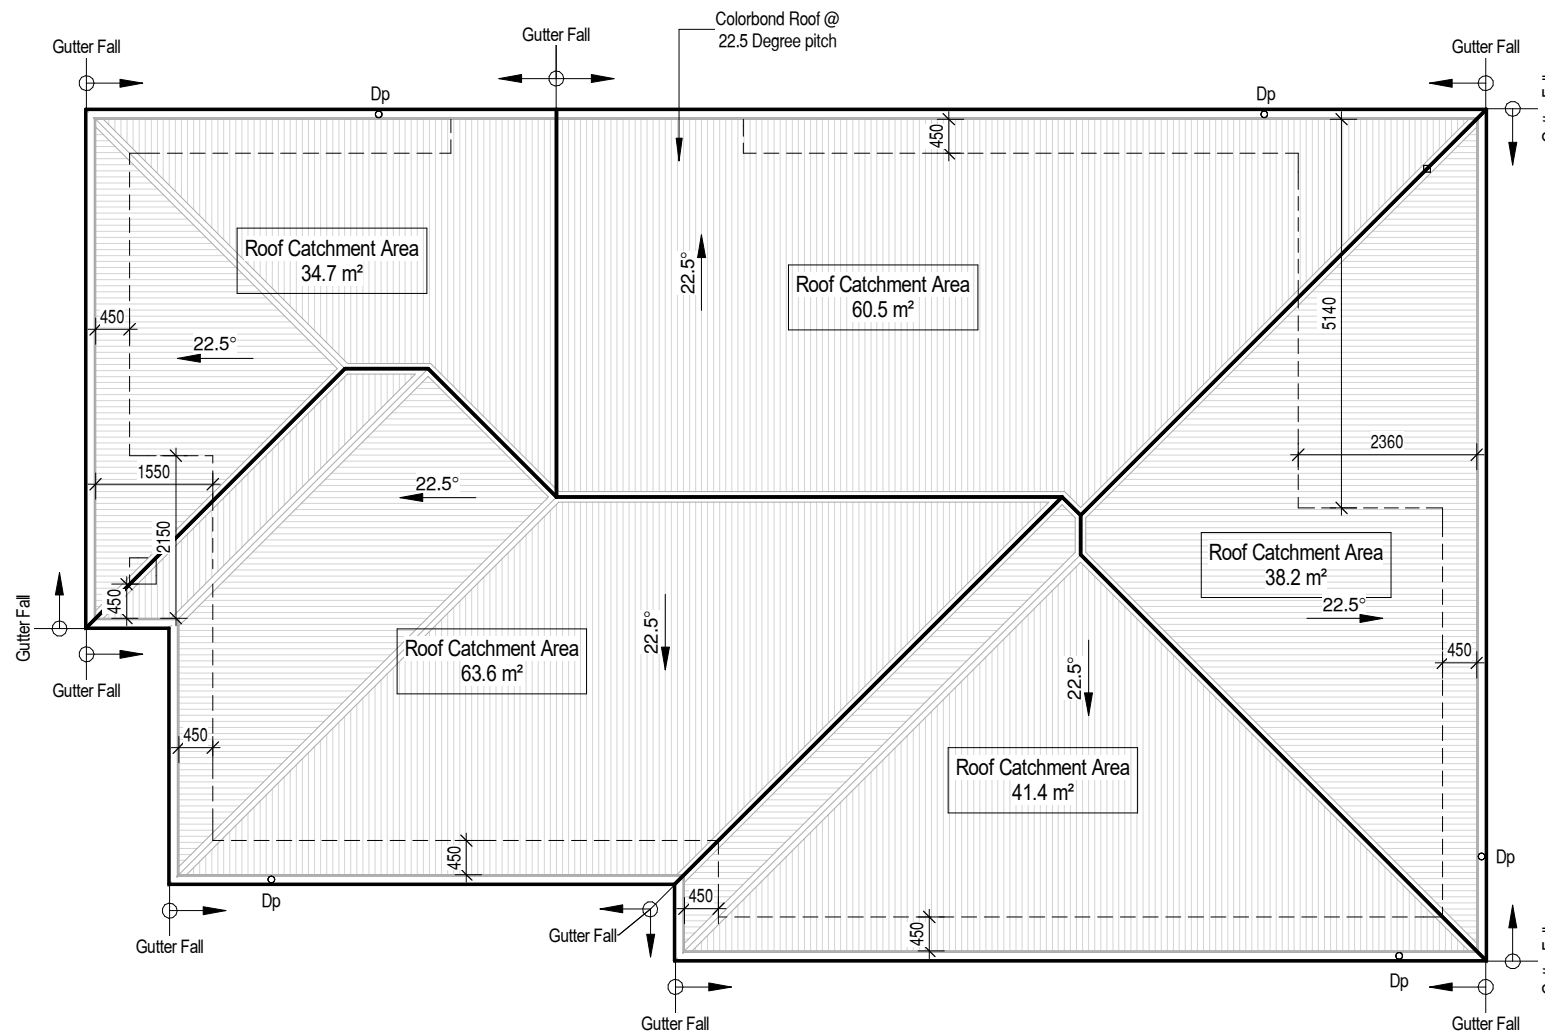 Colorbond Roof @
22.5 Degree pitch
Gutter Fall
Gutter Fall
Gutter Fall
Dp
Dp
450
Roof Catchment Area
34.7 m²
22.5°
Roof Catchment Area
60.5 m²
5140
450
22.5°
2360
1550
22.5°
2150
Roof Catchment Area
38.2 m²
22.5°
450
Gutter Fall
22.5°
Roof Catchment Area
63.6 m²
450
22.5°
Gutter Fall
450
Roof Catchment Area
41.4 m²
450
Dp
Dp
450
Gutter Fall
Gutter Fall
450
Dp
Gutter Fall
Gutter Fall